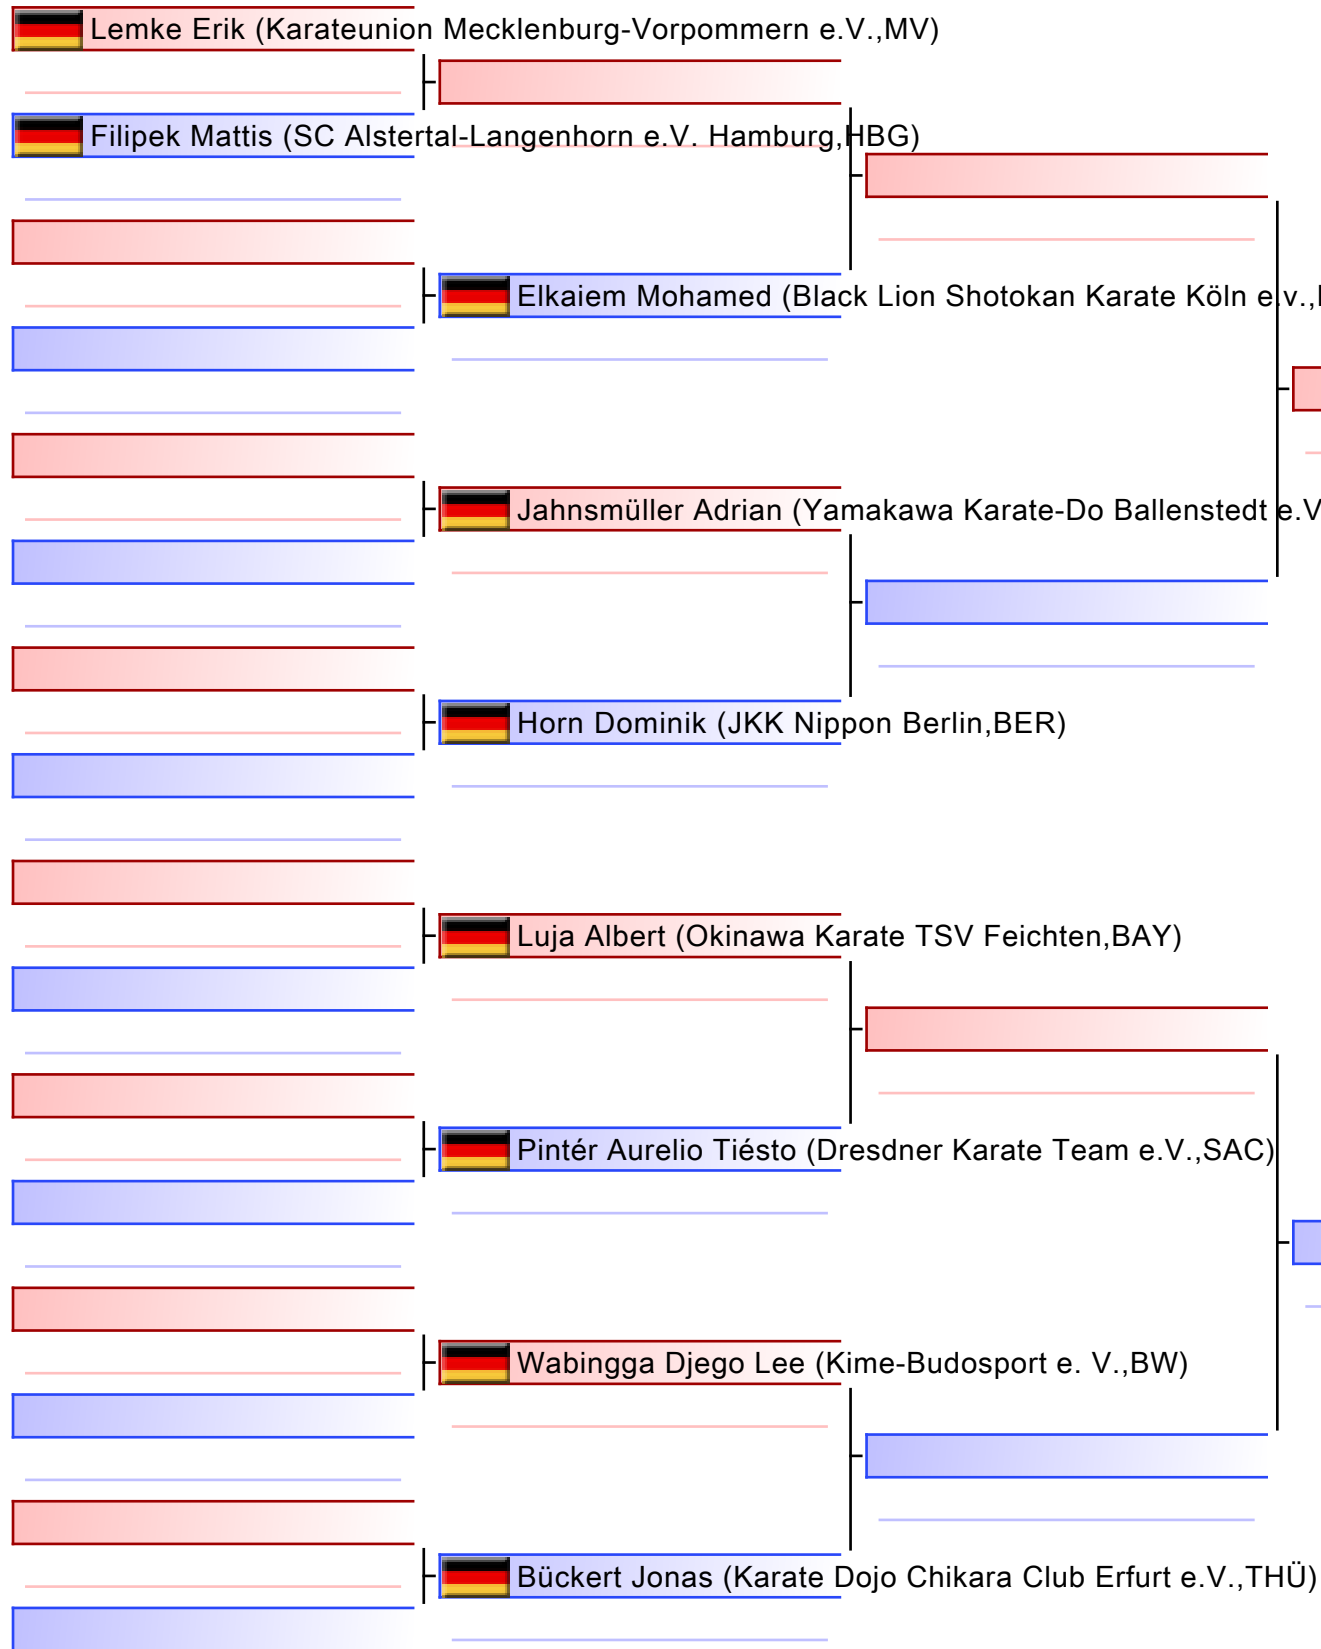 Lemke Erik (Karateunion Mecklenburg-Vorpommern e.V.,MV)
Filipek Mattis (SC Alstertal-Langenhorn e.V. Hamburg,HBG)
Elkaiem Mohamed (Black Lion Shotokan Karate Köln e.v.,
Jahnsmüller Adrian (Yamakawa Karate-Do Ballenstedt e.V
Horn Dominik (JKK Nippon Berlin,BER)
Luja Albert (Okinawa Karate TSV Feichten,BAY)
Pintér Aurelio Tiésto (Dresdner Karate Team e.V.,SAC)
Wabingga Djego Lee (Kime-Budosport e. V.,BW)
Bückert Jonas (Karate Dojo Chikara Club Erfurt e.V.,THÜ)